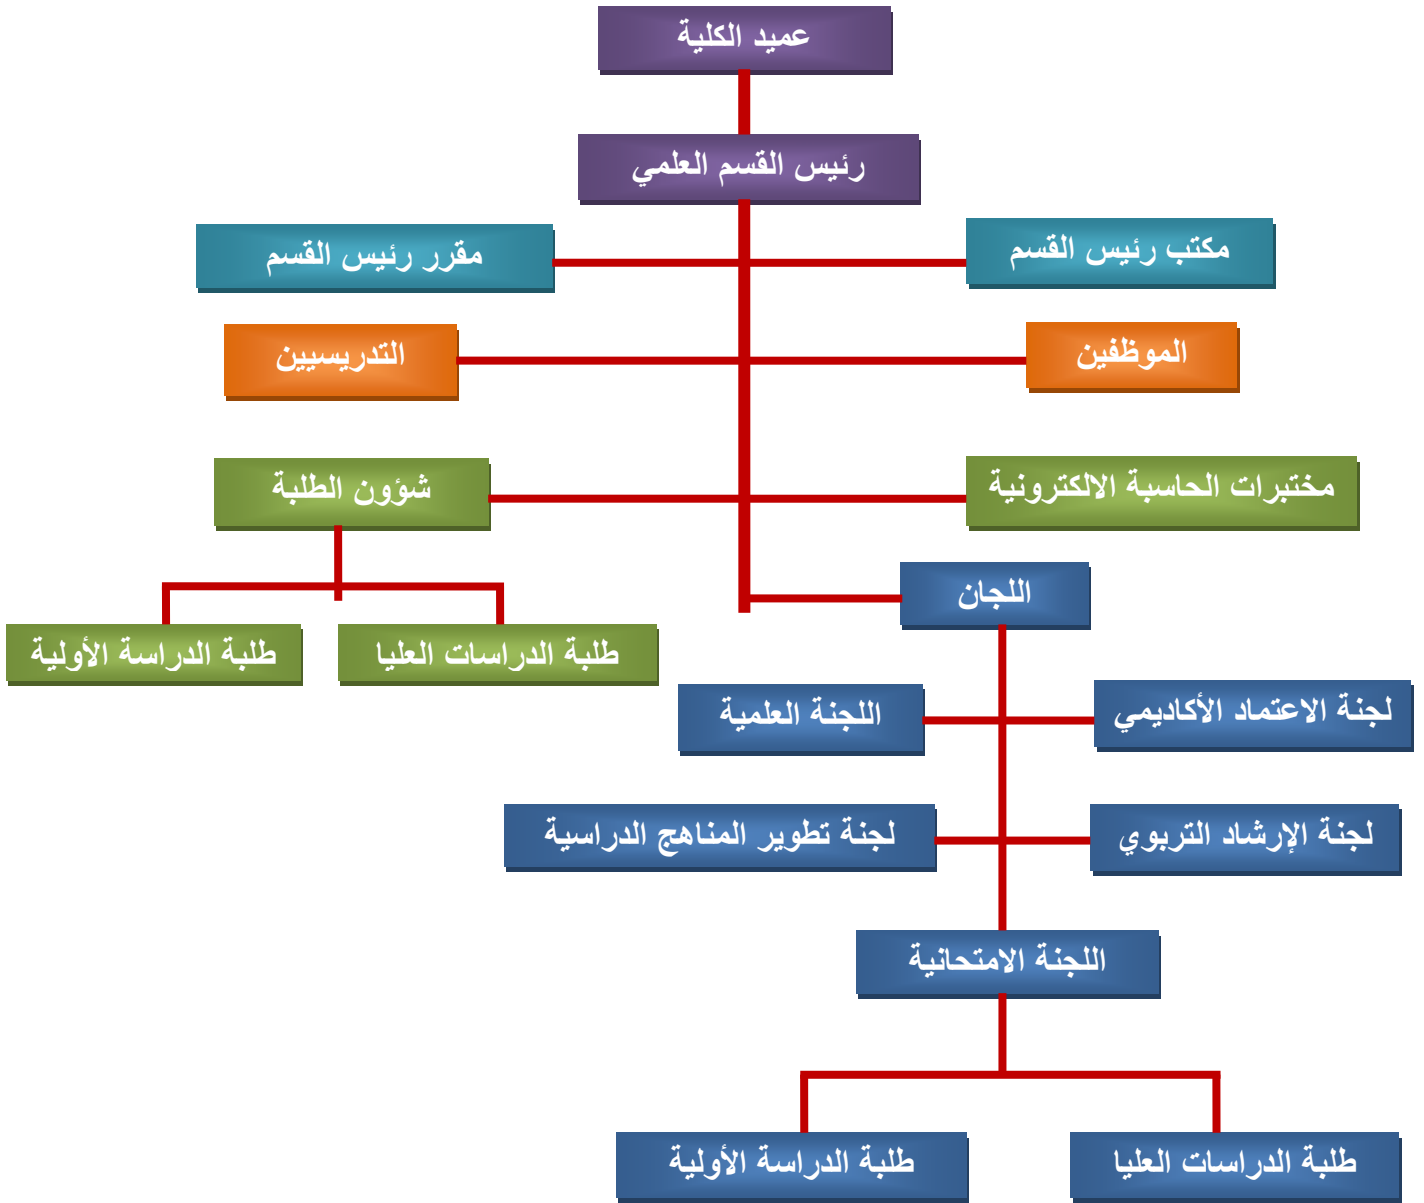 عميد الكلية
رئيس القسم العلمي
مكتب رئيس القسم
مقرر رئيس القسم
الموظفين
التدريسيين
مختبرات الحاسبة الالكترونية
شؤون الطلبة
اللجان
طلبة الدراسات العليا
طلبة الدراسة الأولية
لجنة الاعتماد الأكاديمي
اللجنة العلمية
لجنة الإرشاد التربوي
لجنة تطوير المناهج الدراسية
اللجنة الامتحانية
طلبة الدراسات العليا
طلبة الدراسة الأولية